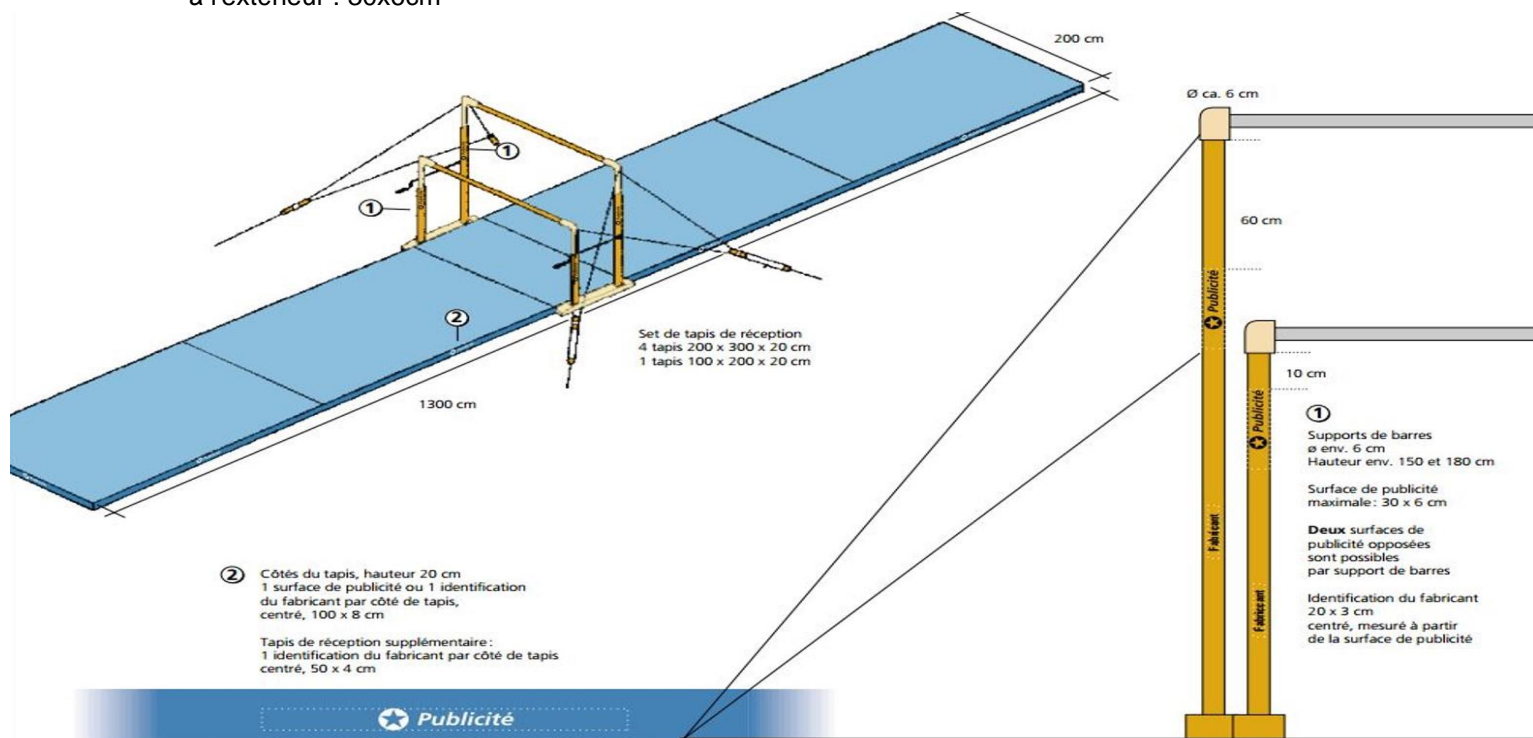 à l'extérieur : 30x6cm
200 cm
Ø ca. 6 cm
1
1
60 cm
Publicité
2
Set de tapis de réception
4 tapis 200 x 300 x 20 cm
1 tapis 100 x 200 x 20 cm
10 cm
1300 cm
Publicité
1
Supports de barres
ø env. 6 cm
Hauteur env. 150 et 180 cm
Surface de publicité
maximale: 30 x 6 cm
Deux surfaces de
publicité opposées
sont possibles
par support de barres
Identification du fabricant
20 x 3 cm
centré, mesuré à partir
de la surface de publicité
Fabricant
Fabriccant
2
Côtés du tapis, hauteur 20 cm
1 surface de publicité ou 1 identification
du fabricant par côté de tapis,
centré, 100 x 8 cm
Tapis de réception supplémentaire:
1 identification du fabricant par côté de tapis
centré, 50 x 4 cm
Publicité